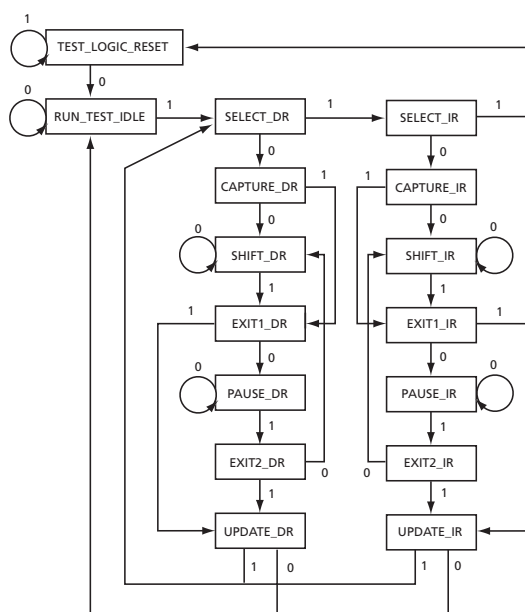 1
TEST_LOGIC_RESET
0
0
RUN_TEST_IDLE 1 SELECT_DR 1 SELECT_IR 1
0 0
CAPTURE_DR 1 1 CAPTURE_IR
0 0
0 SHIFT_DR SHIFT_IR 0
1 1
1 EXIT1_DR EXIT1_IR 1
0 0
0 PAUSE_DR PAUSE_IR 0
1 1
EXIT2_DR 0 0 EXIT2_IR
1 1
UPDATE_DR UPDATE_IR
1 0 1 0